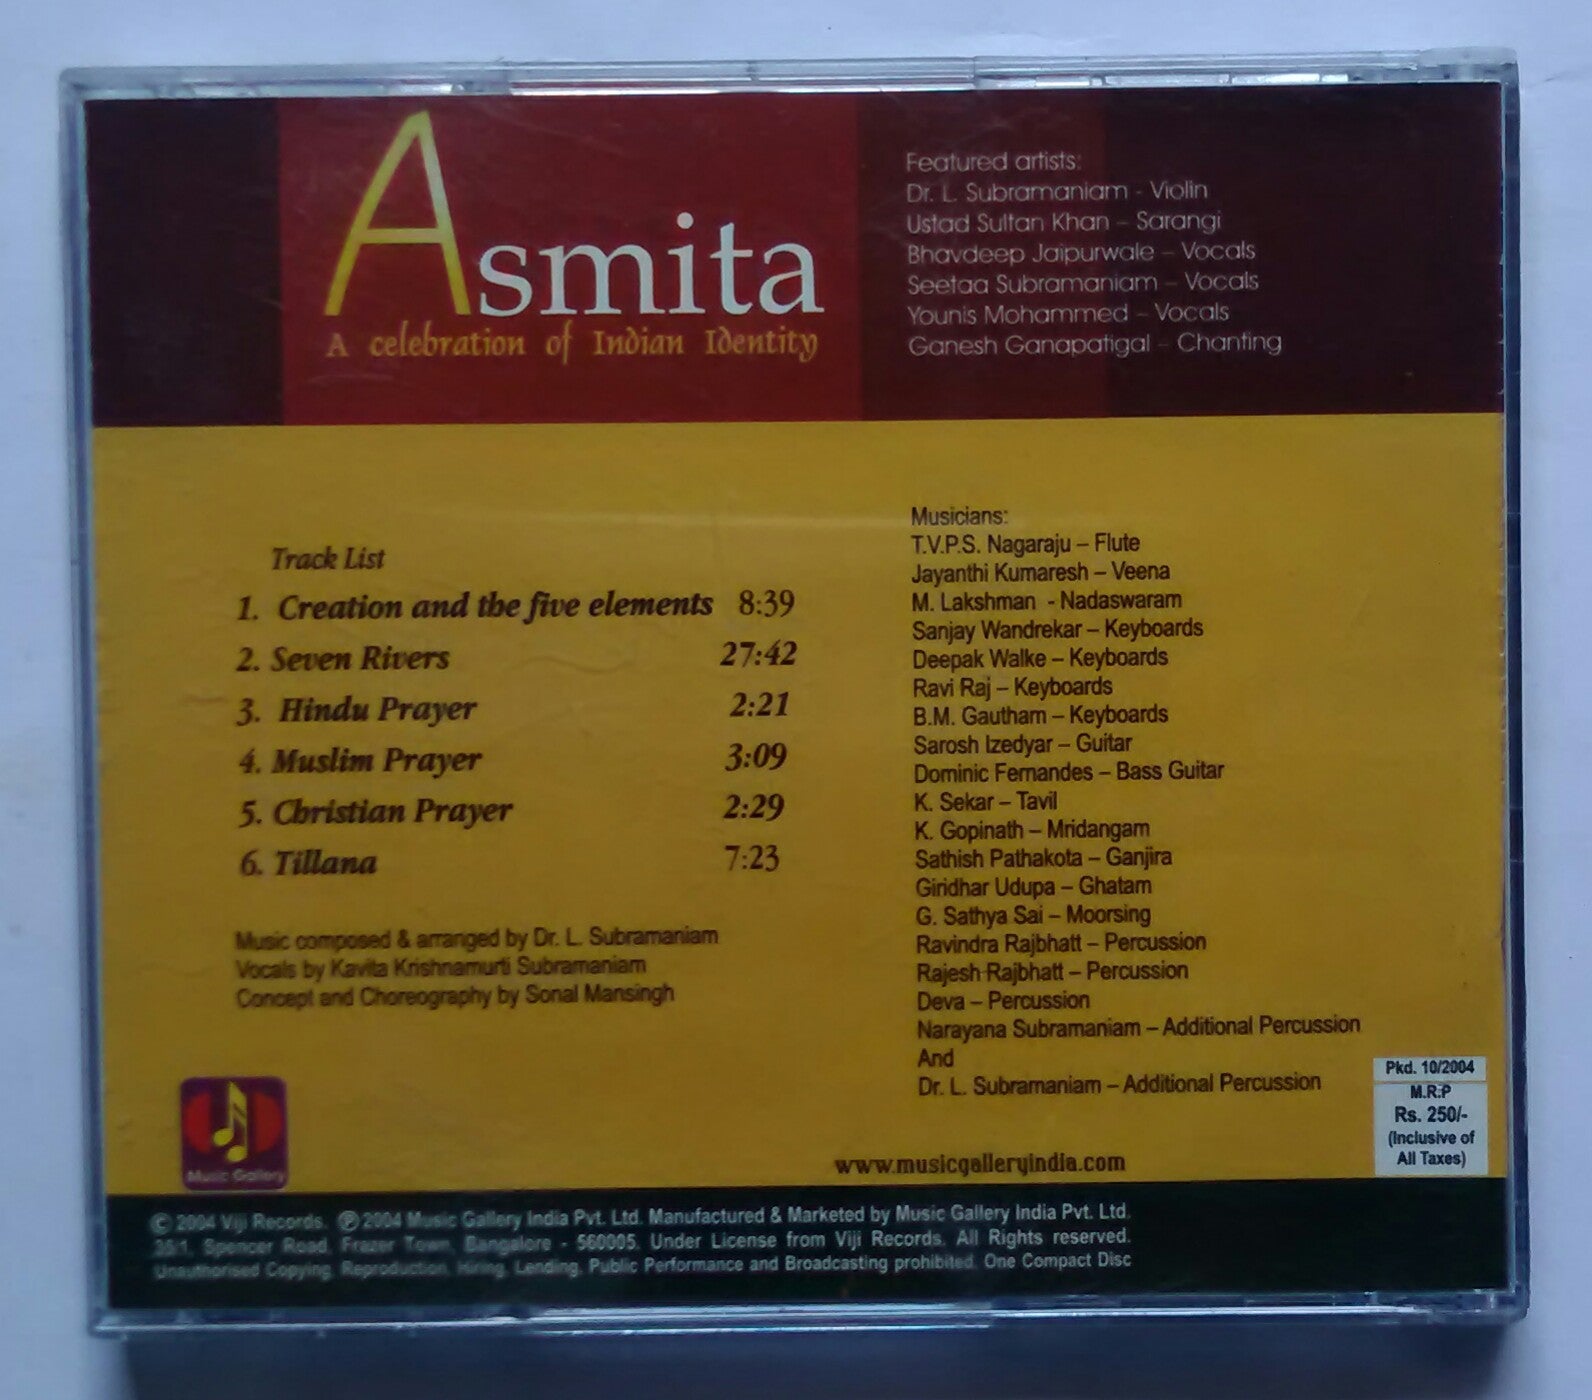 Asmita
A celebration of Indian Identity
Featured artists:
Dr. L. Subramaniam - Violin
Ustad Sultan Khan – Sarangi
Bhavdeep Jaipurwale – Vocals
Seetaa Subramaniam – Vocals
Younis Mohammed – Vocals
Ganesh Ganapatigal – Chanting
Track List
1. Creation and the five elements 8:39
2. Seven Rivers 27:42
3. Hindu Prayer 2:21
4. Muslim Prayer 3:09
5. Christian Prayer 2:29
6. Tillana 7:23
Music composed & arranged by Dr. L. Subramaniam
Vocals by Kavita Krishnamurti Subramaniam
Concept and Choreography by Sonal Mansingh
Musicians:
T.V.P.S. Nagaraju – Flute
Jayanthi Kumaresh – Veena
M. Lakshman - Nadaswaram
Sanjay Wandrekar – Keyboards
Deepak Walke – Keyboards
Ravi Raj – Keyboards
B.M. Gautham – Keyboards
Sarosh Izedyar – Guitar
Dominic Fernandes – Bass Guitar
K. Sekar – Tavil
K. Gopinath – Mridangam
Sathish Pathakota – Ganjira
Giridhar Udupa – Ghatam
G. Sathya Sai – Moorsing
Ravindra Rajbhatt – Percussion
Rajesh Rajbhatt – Percussion
Deva – Percussion
Narayana Subramaniam – Additional Percussion
And
Dr. L. Subramaniam – Additional Percussion
Pkd. 10/2004
M.R.P
Rs. 250/-
(Inclusive of
All Taxes)
Music Gallery
www.musicgalleryindia.com
© 2004 Viji Records. ℗ 2004 Music Gallery India Pvt. Ltd. Manufactured & Marketed by Music Gallery India Pvt. Ltd.
35/1, Spencer Road, Frazer Town, Bangalore - 560005. Under License from Viji Records. All Rights reserved.
Unauthorised Copying, Reproduction, Hiring, Lending, Public Performance and Broadcasting prohibited. One Compact Disc